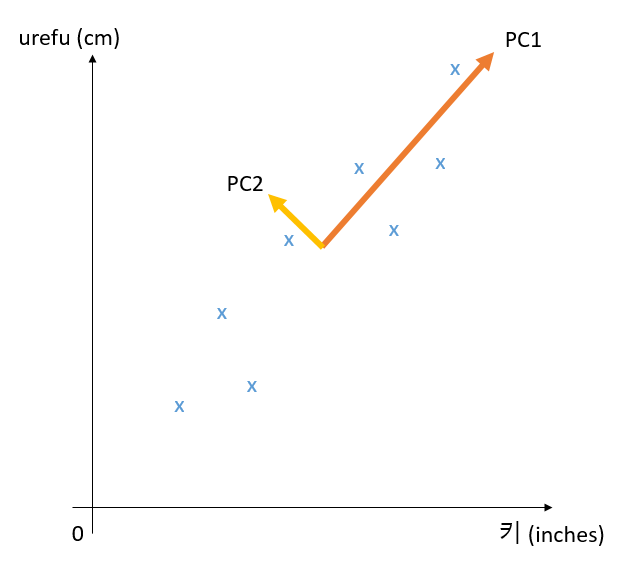 urefu (cm)
PC1
PC2
0
키 (inches)